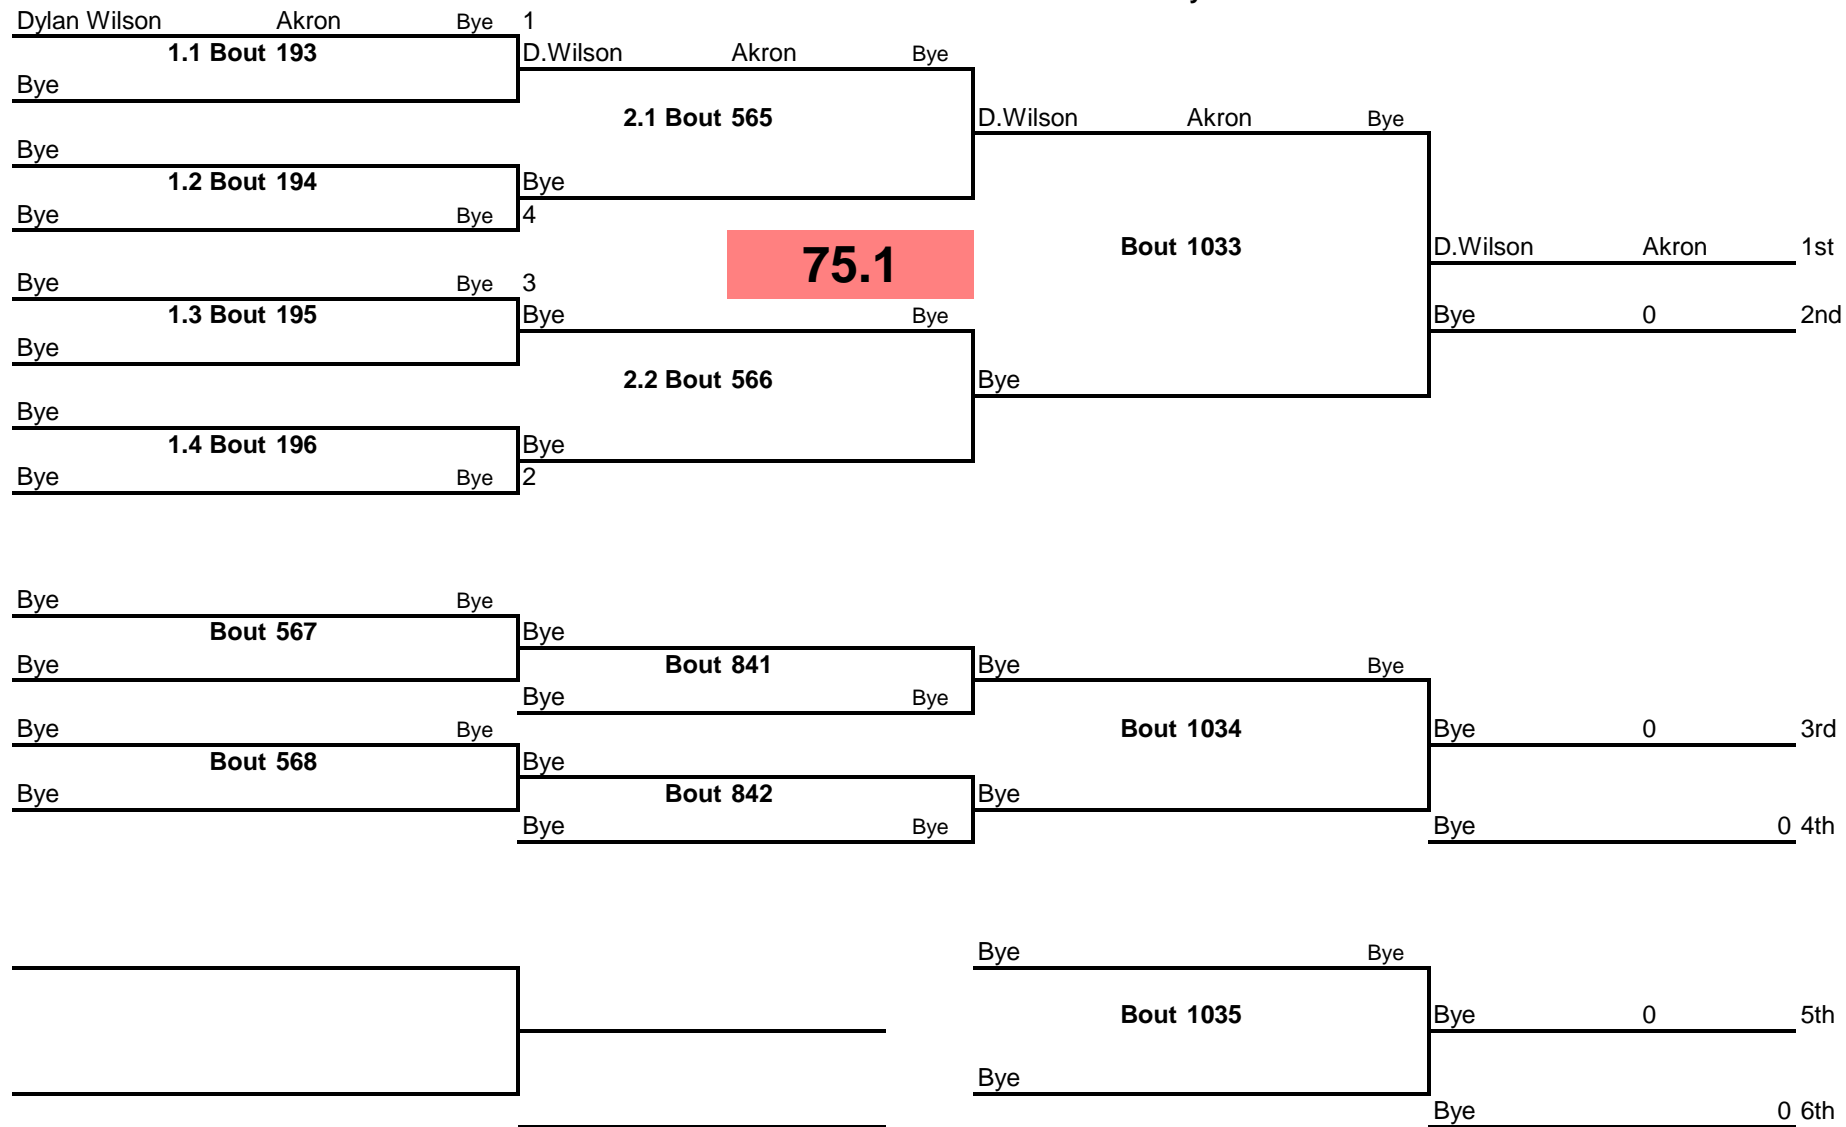 Dylan Wilson Akron Bye 1
1.1 Bout 193 D.Wilson Akron Bye
Bye
2.1 Bout 565 D.Wilson Akron Bye
Bye
1.2 Bout 194 Bye
Bye Bye 4
75.1 Bout 1033 D.Wilson Akron 1st
Bye Bye 3
1.3 Bout 195 Bye Bye Bye 0 2nd
Bye
2.2 Bout 566 Bye
Bye
1.4 Bout 196 Bye
Bye Bye 2
Bye Bye
Bout 567 Bye
Bye Bout 841 Bye Bye
Bye Bye
Bye Bye Bout 1034 Bye 0 3rd
Bout 568 Bye
Bye Bout 842 Bye
Bye Bye Bye 0 4th
Bye Bye
Bout 1035 Bye 0 5th
Bye
Bye 0 6th